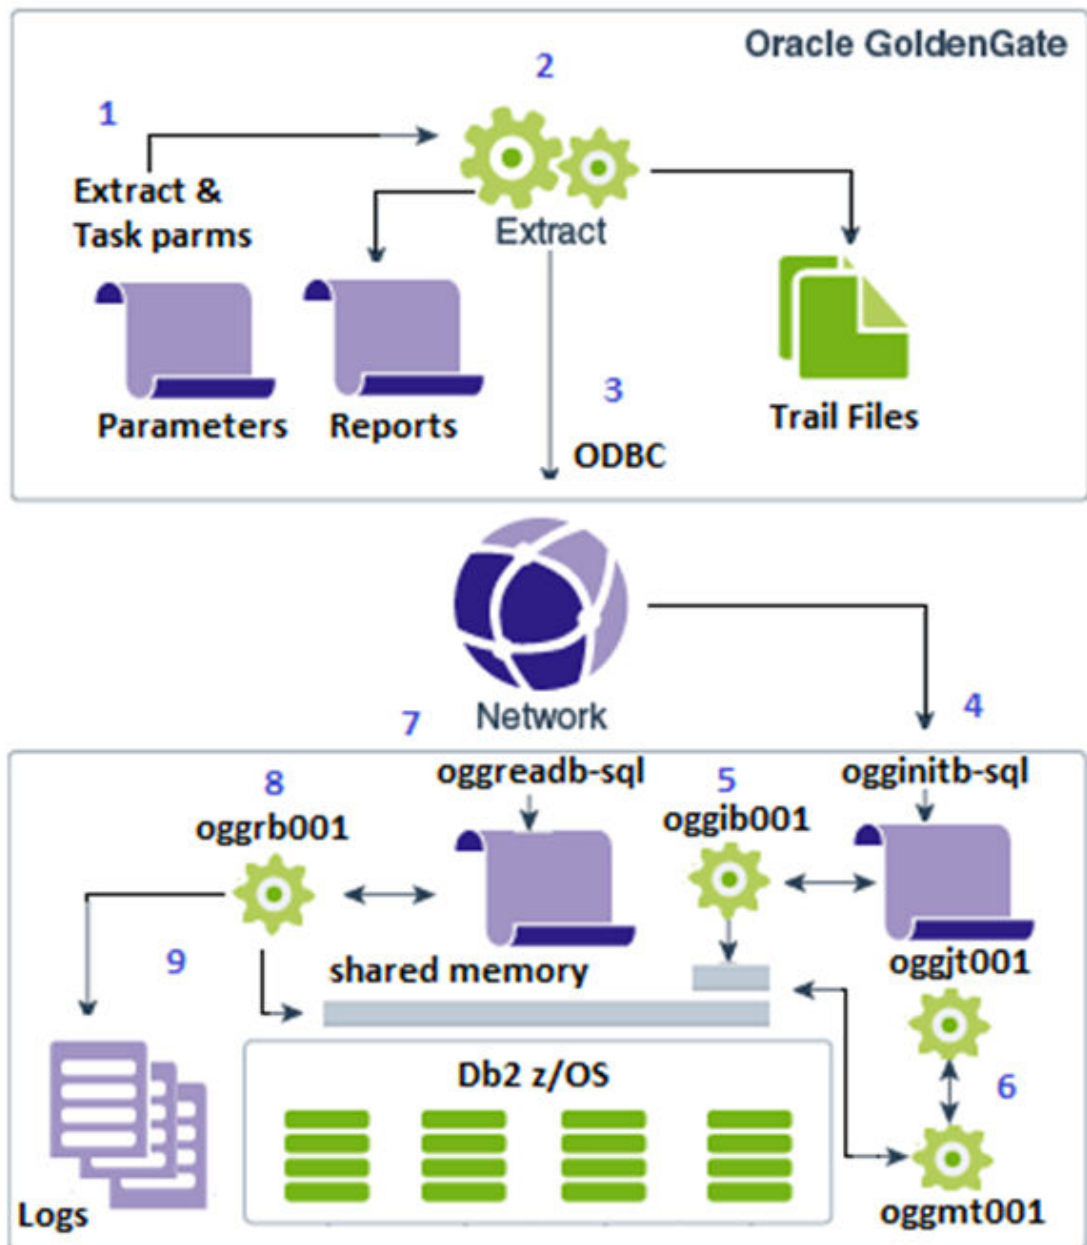 Oracle GoldenGate
2
1
Extract &
Task parms
Extract
3
Parameters
Reports
ODBC
Trail Files
Network
4
7
oggreadb-sql
ogginitb-sql
5
8
oggib001
oggrb001
9
shared memory
oggjt001
Db2 z/OS
6
Logs
oggmt001